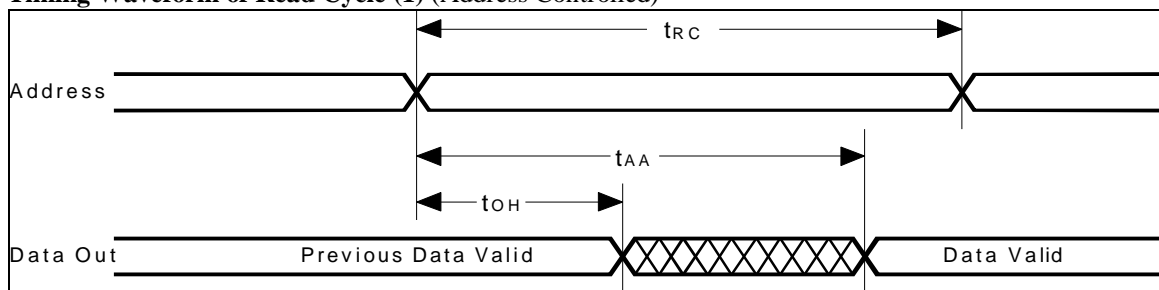 Timing Waveform of Read Cycle (1) (Address Controlled)
tRC
Address
tAA
tOH
Data Out
Previous Data Valid
Data Valid